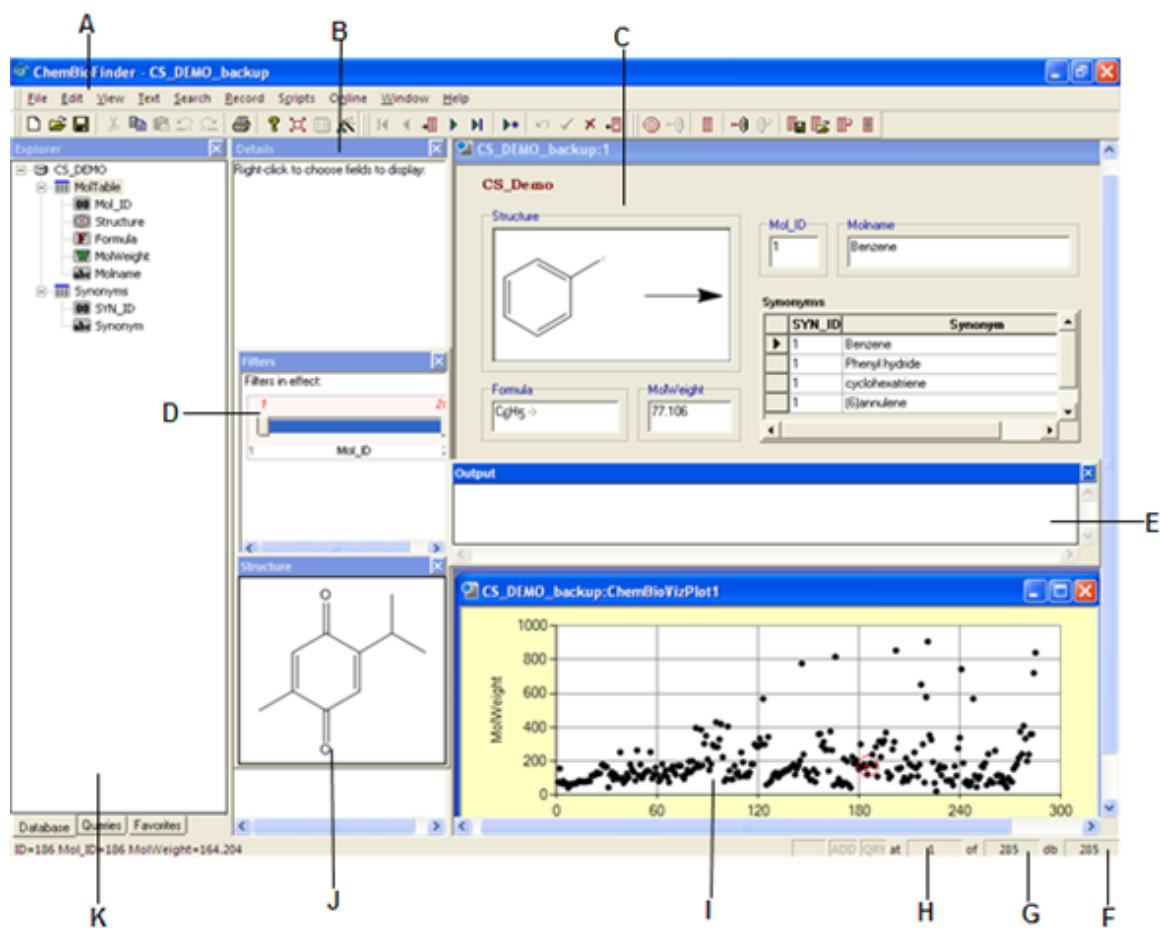 A
B
C
ChemBioFinder - CS_DEMO_backup
File Edit View Text Search Record Scripts Online Window Help
Explorer
Details
CS_DEMO_backup:1
CS_DEMO
MolTable
Mol_ID
Structure
Formula
MolWeight
Molname
Synonyms
SYN_ID
Synonym
Right-click to choose fields to display:
CS_Demo
Structure
Mol_ID
1
Molname
Benzene
Synonyms
SYN_ID Synonym
1 Benzene
1 Phenyl hydride
1 cyclohexatriene
1 (6)annulene
Formula
C6H5
MolWeight
77.106
Filters
Filters in effect:
1
1 Mol_ID
D
Output
E
Structure
O
O
CS_DEMO_backup:ChemBioVizPlot1
MolWeight
1000
800
600
400
200
0
0 60 120 180 240 300
Database Queries Favorites
ID=186 Mol_ID=186 MolWeight=164.204
ADD QRY at of 285 db 285
K
J
I
H
G
F